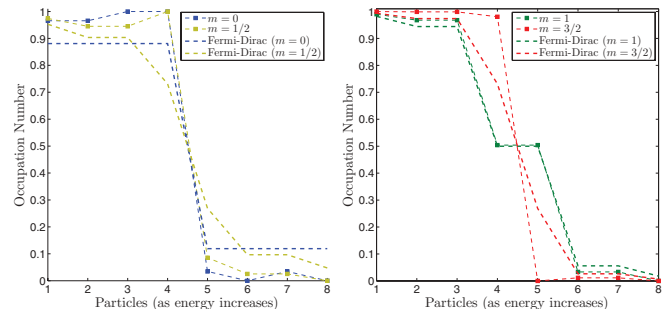 Occupation Number
1
0.9
0.8
0.7
0.6
0.5
0.4
0.3
0.2
0.1
0
1 2 3 4 5 6 7 8
Particles (as energy increases)
m = 0
m = 1/2
Fermi-Dirac (m = 0)
Fermi-Dirac (m = 1/2)
Occupation Number
1
0.9
0.8
0.7
0.6
0.5
0.4
0.3
0.2
0.1
0
1 2 3 4 5 6 7 8
Particles (as energy increases)
m = 1
m = 3/2
Fermi-Dirac (m = 1)
Fermi-Dirac (m = 3/2)